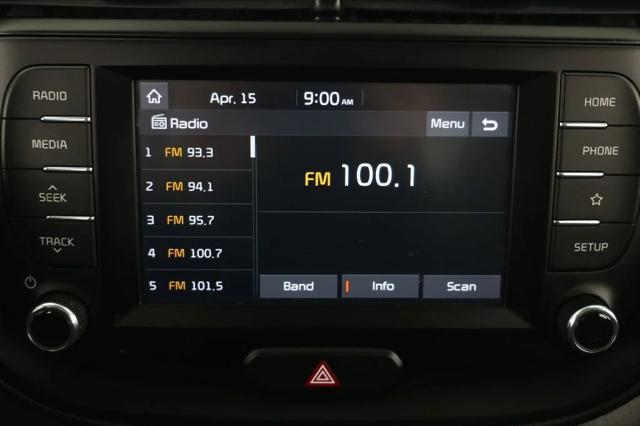 RADIO
MEDIA
SEEK
TRACK
Apr. 15 9:00 AM
Radio Menu
1 FM 93.3
2 FM 94.1
3 FM 95.7
4 FM 100.7
5 FM 101.5
FM 100.1
Band Info Scan
HOME
PHONE
SETUP